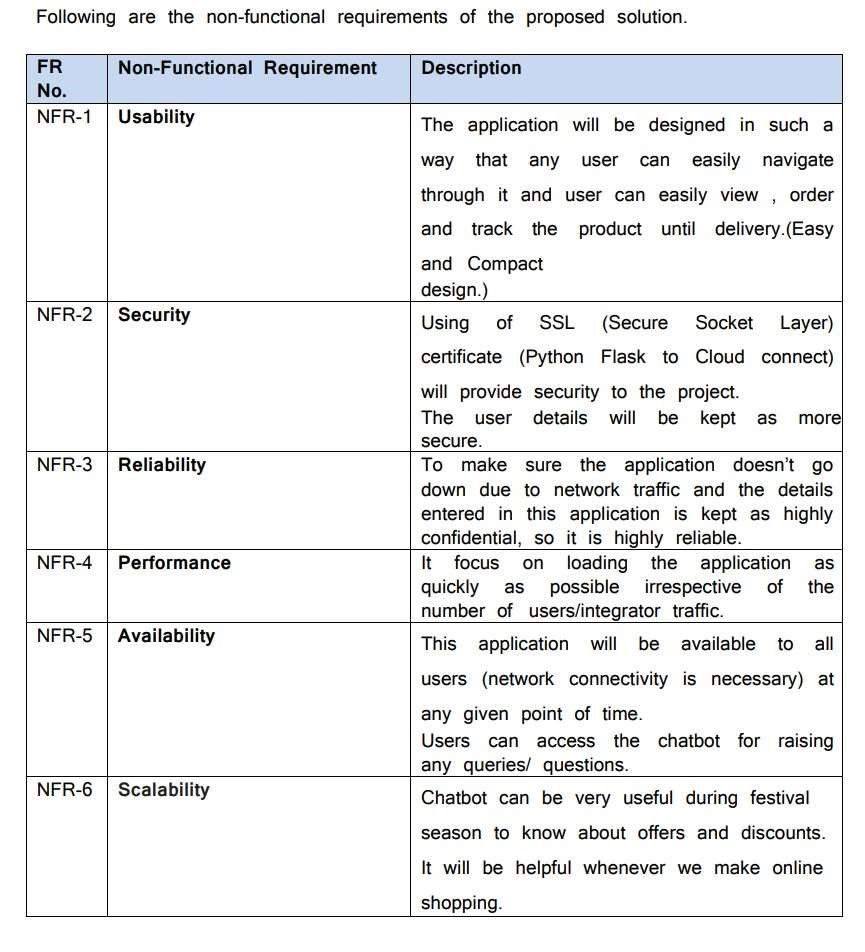 Following are the non-functional requirements of the proposed solution.
FR
No.
Non-Functional Requirement
Description
NFR-1
Usability
The application will be designed in such a
way that any user can easily navigate
through it and user can easily view , order
and track the product until delivery.(Easy
and Compact
design.)
NFR-2
Security
Using of SSL (Secure Socket Layer)
certificate (Python Flask to Cloud connect)
will provide security to the project.
The user details will be kept as more
secure.
NFR-3
Reliability
To make sure the application doesn’t go
down due to network traffic and the details
entered in this application is kept as highly
confidential, so it is highly reliable.
NFR-4
Performance
It focus on loading the application as
quickly as possible irrespective of the
number of users/integrator traffic.
NFR-5
Availability
This application will be available to all
users (network connectivity is necessary) at
any given point of time.
Users can access the chatbot for raising
any queries/ questions.
NFR-6
Scalability
Chatbot can be very useful during festival
season to know about offers and discounts.
It will be helpful whenever we make online
shopping.